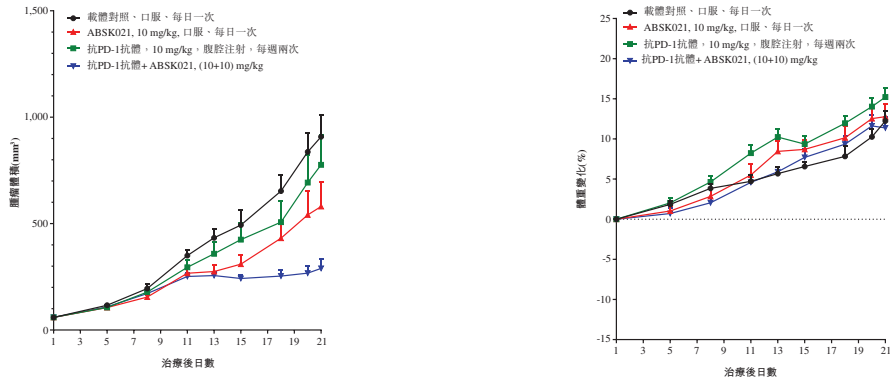 載體對照、口服、每日一次
ABSK021, 10 mg/kg, 口服、每日一次
抗PD-1抗體，10 mg/kg，腹腔注射，每週兩次
抗PD-1抗體+ ABSK021, (10+10) mg/kg
腫瘤體積(mm³)
1,500
1,000
500
0
1 3 5 7 9 11 13 15 17 19 21
治療後日數
載體對照、口服、每日一次
ABSK021, 10 mg/kg, 口服、每日一次
抗PD-1抗體，10 mg/kg，腹腔注射，每週兩次
抗PD-1抗體+ ABSK021, (10+10) mg/kg
體重變化(%)
25
20
15
10
5
0
-5
-10
-15
1 3 5 7 9 11 13 15 17 19 21
治療後日數